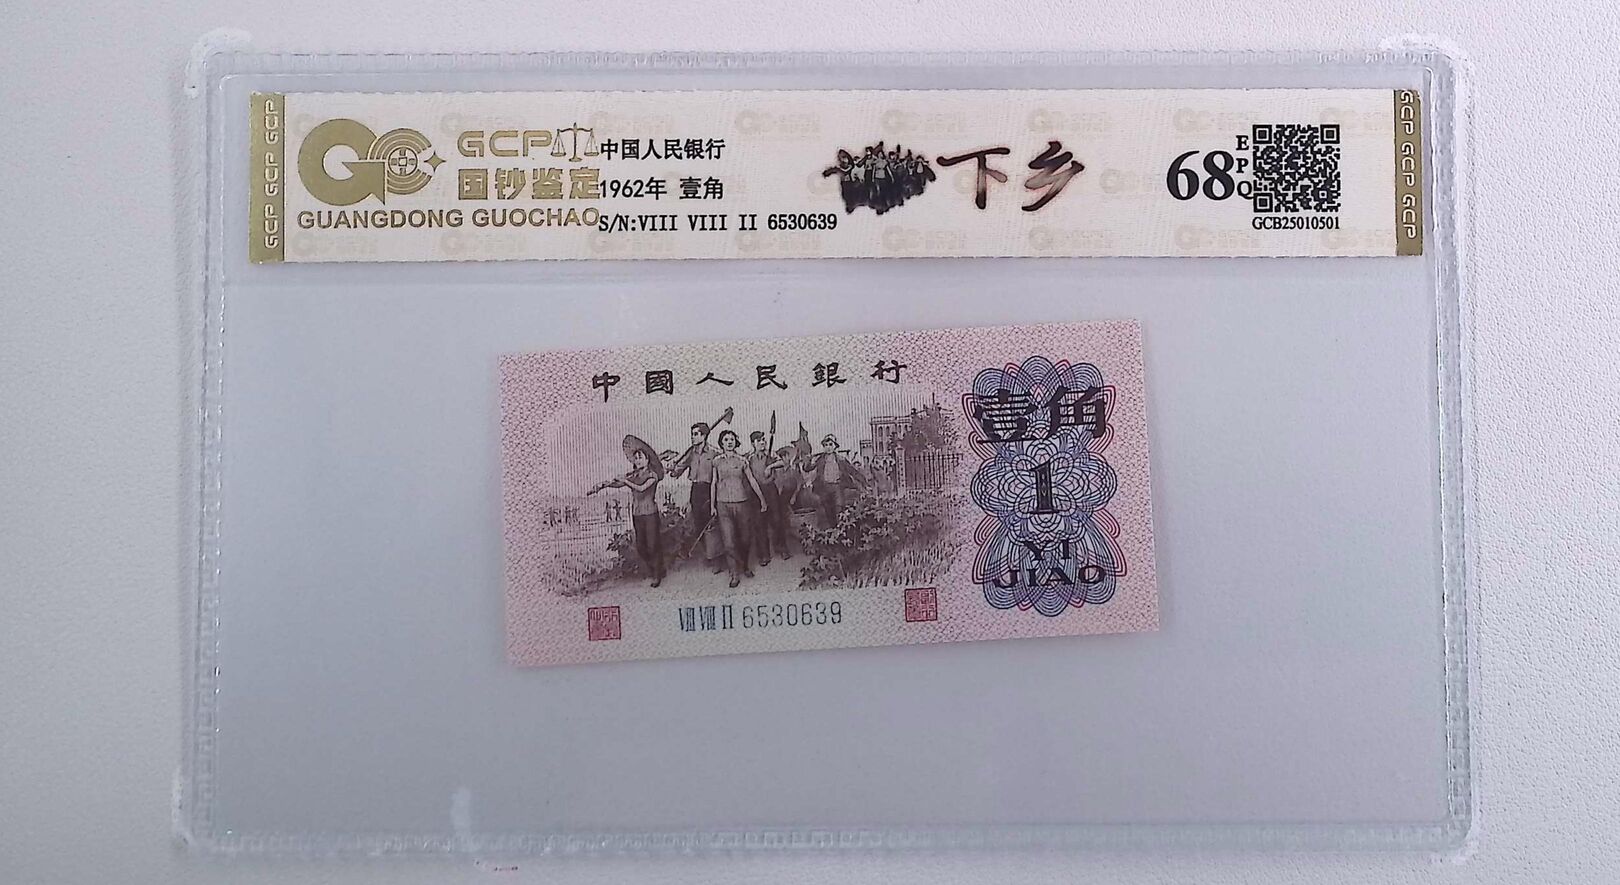 GCP GCP GCP
GCP
国钞鉴定
GUANGDONG GUOCHAO
中国人民银行
1962年 壹角
S/N:VIII VIII II 6530639
下乡
68
EPQ
GCB25010501
GCP GCP GCP
中國人民銀行
壹角
1
YI
JIAO
VIII VIII II 6530639